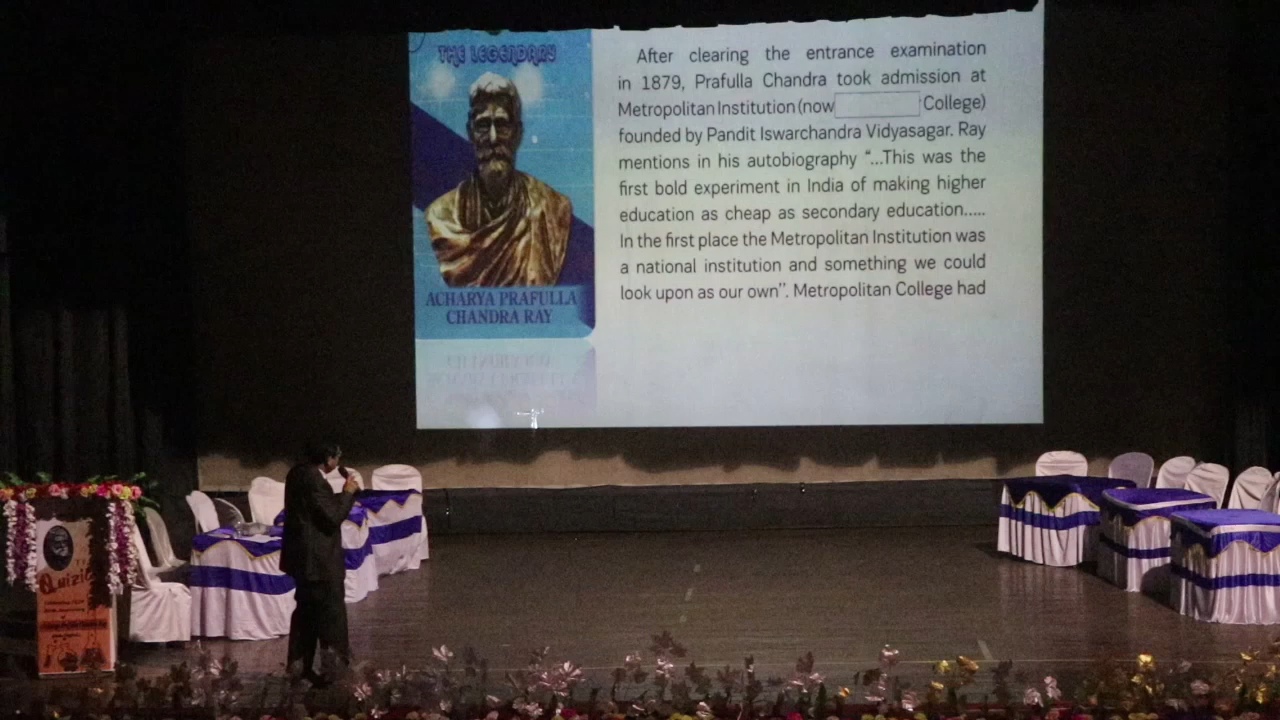 THE LEGENDARY
ACHARYA PRAFULLA
CHANDRA RAY
After clearing the entrance examination
in 1879, Prafulla Chandra took admission at
Metropolitan Institution (now College)
founded by Pandit Iswarchandra Vidyasagar. Ray
mentions in his autobiography “...This was the
first bold experiment in India of making higher
education as cheap as secondary education.....
In the first place the Metropolitan Institution was
a national institution and something we could
look upon as our own”. Metropolitan College had